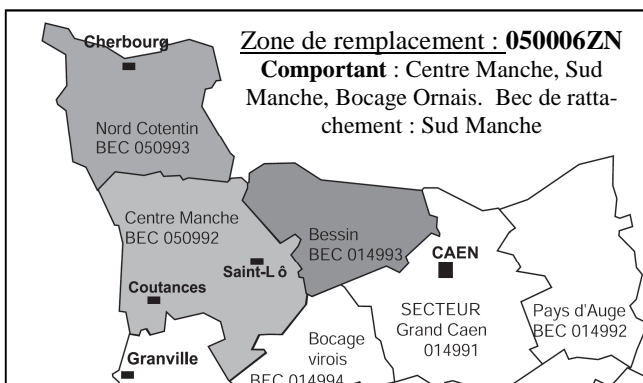 Cherbourg
Zone de remplacement : 050006ZN
Comportant : Centre Manche, Sud
Manche, Bocage Ornais.  Bec de ratta-
chement : Sud Manche
Nord Cotentin
BEC 050993
Centre Manche
BEC 050992
Bessin
BEC 014993
CAEN
Saint-L ô
Coutances
SECTEUR
Grand Caen
014991
Pays d'Auge
BEC 014992
Bocage
virois
BEC 014994
Granville